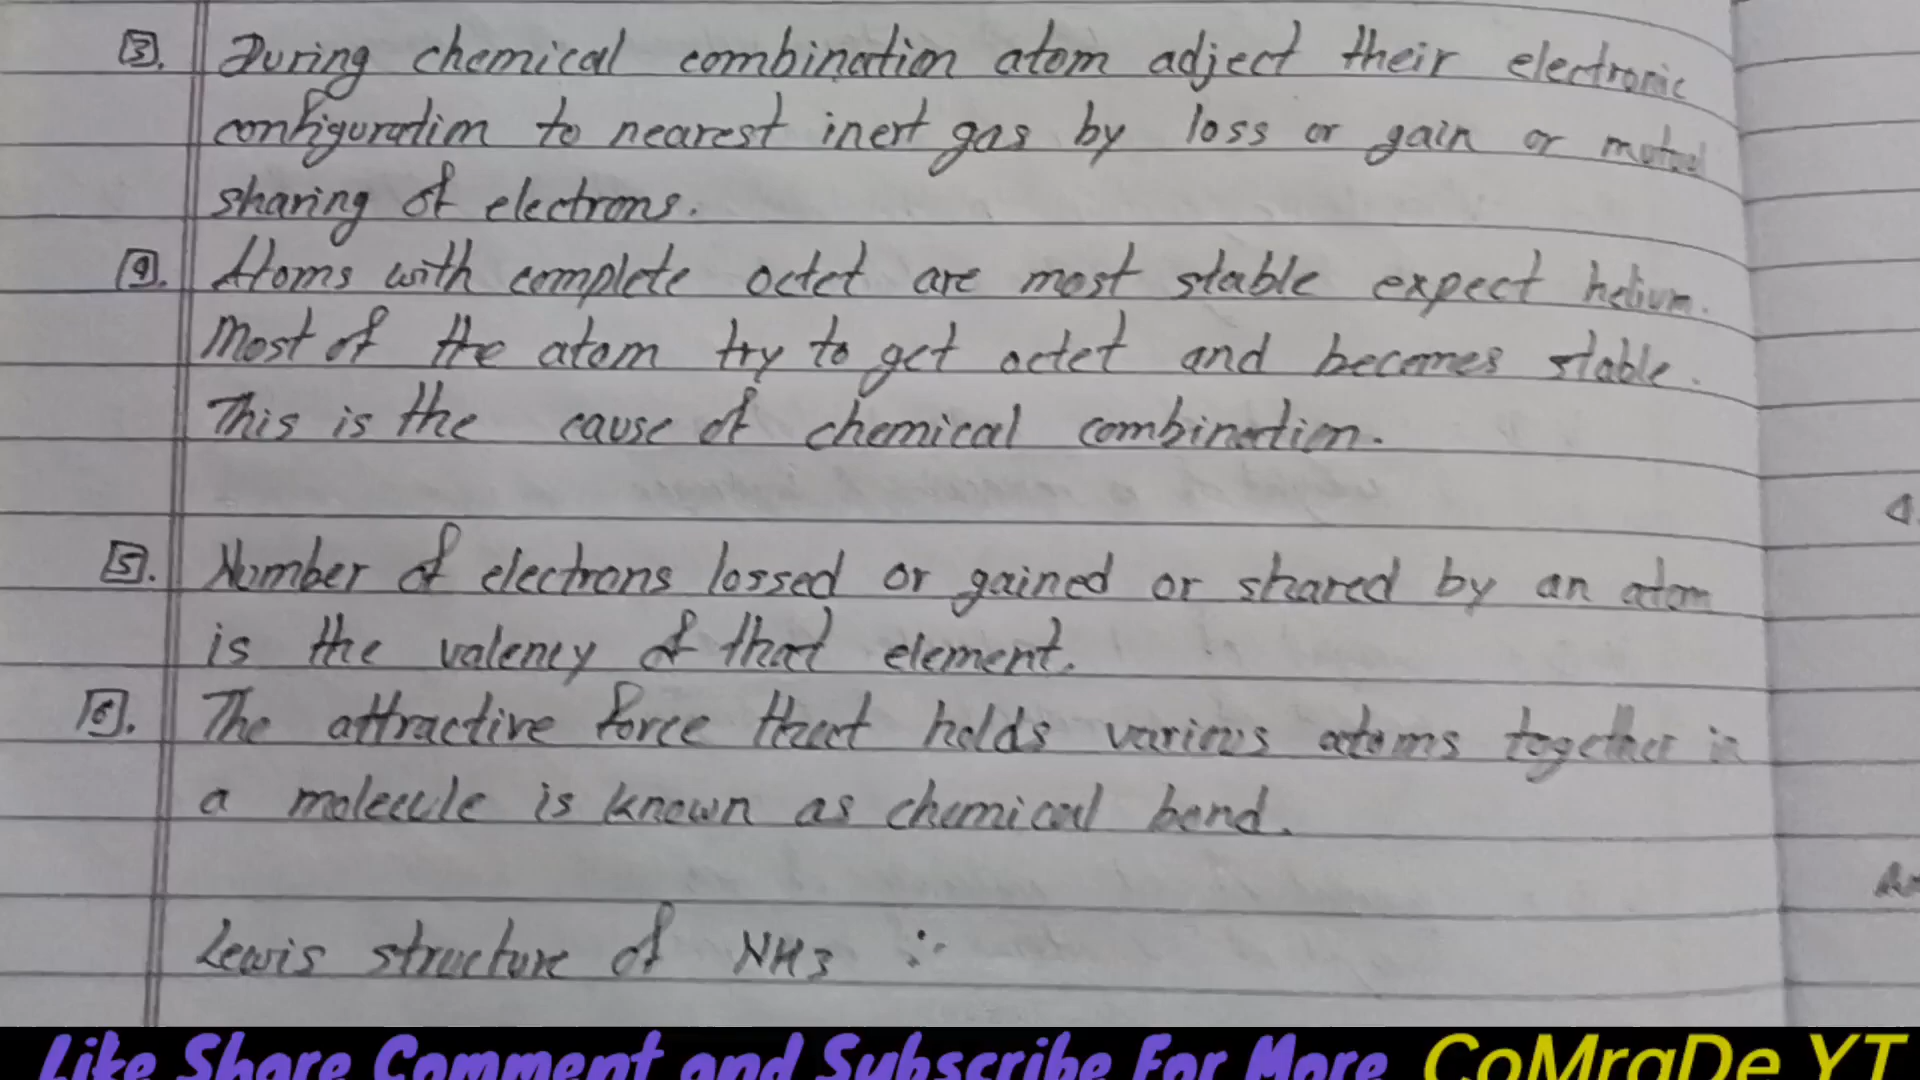 3. During chemical combination atom adject their electronic
configuration to nearest inert gas by loss or gain or mutual
sharing of electrons.
4. Atoms with complete octet are most stable expect helium.
Most of the atom try to get octet and becomes stable.
This is the cause of chemical combination.
5. Number of electrons lossed or gained or shared by an atom
is the valency of that element.
6. The attractive force that holds various atoms together in
a molecule is known as chemical bond.
Lewis structure of NH3 :-
Like Share Comment and Subscribe For More CoMraDe YT